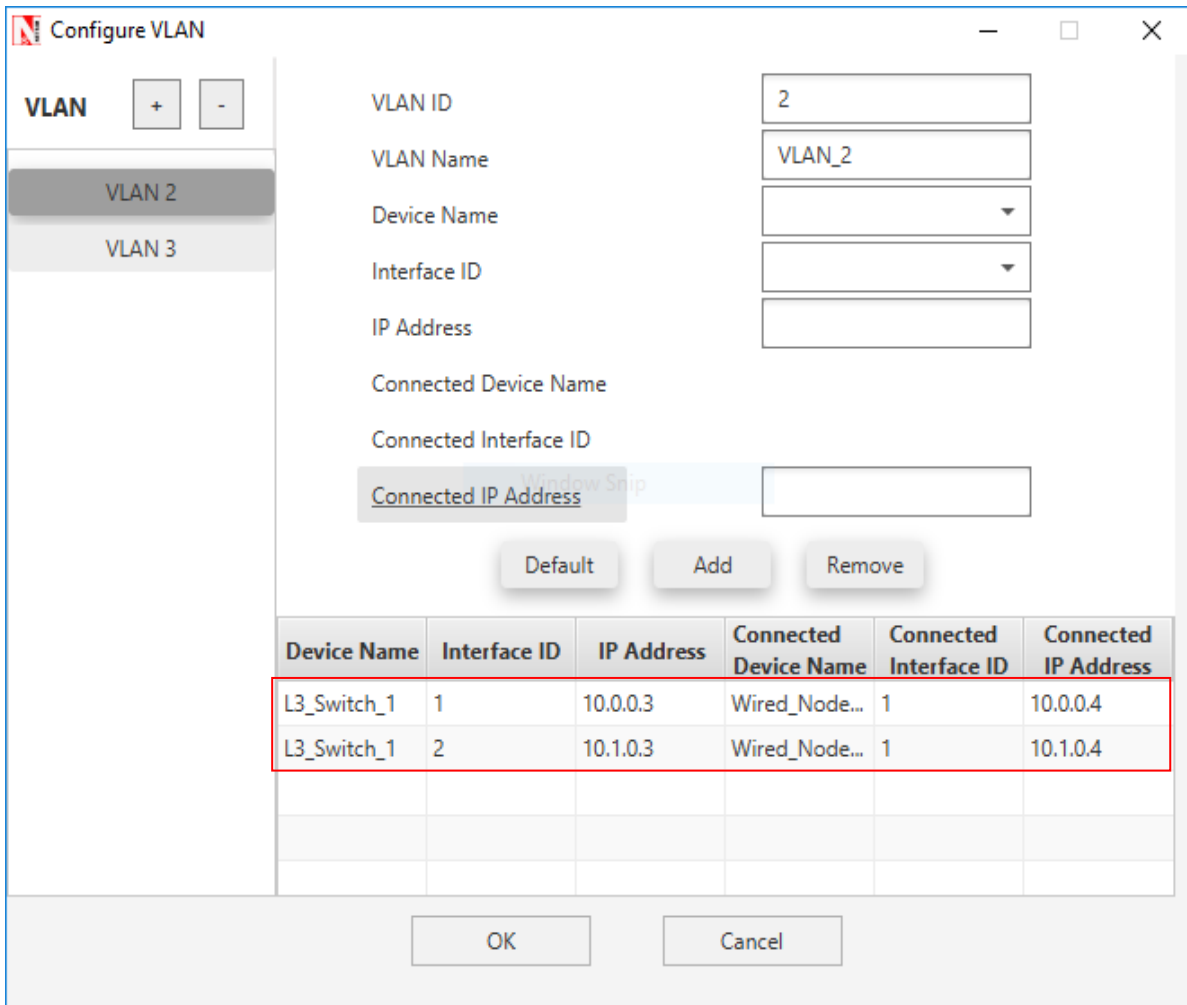 Configure VLAN
VLAN + -
VLAN 2
VLAN 3
VLAN ID 2
VLAN Name VLAN_2
Device Name
Interface ID
IP Address
Connected Device Name
Connected Interface ID
Window Snip
Connected IP Address
Default Add Remove
Device Name Interface ID IP Address Connected Device Name Connected Interface ID Connected IP Address
L3_Switch_1 1 10.0.0.3 Wired_Node... 1 10.0.0.4
L3_Switch_1 2 10.1.0.3 Wired_Node... 1 10.1.0.4
OK Cancel